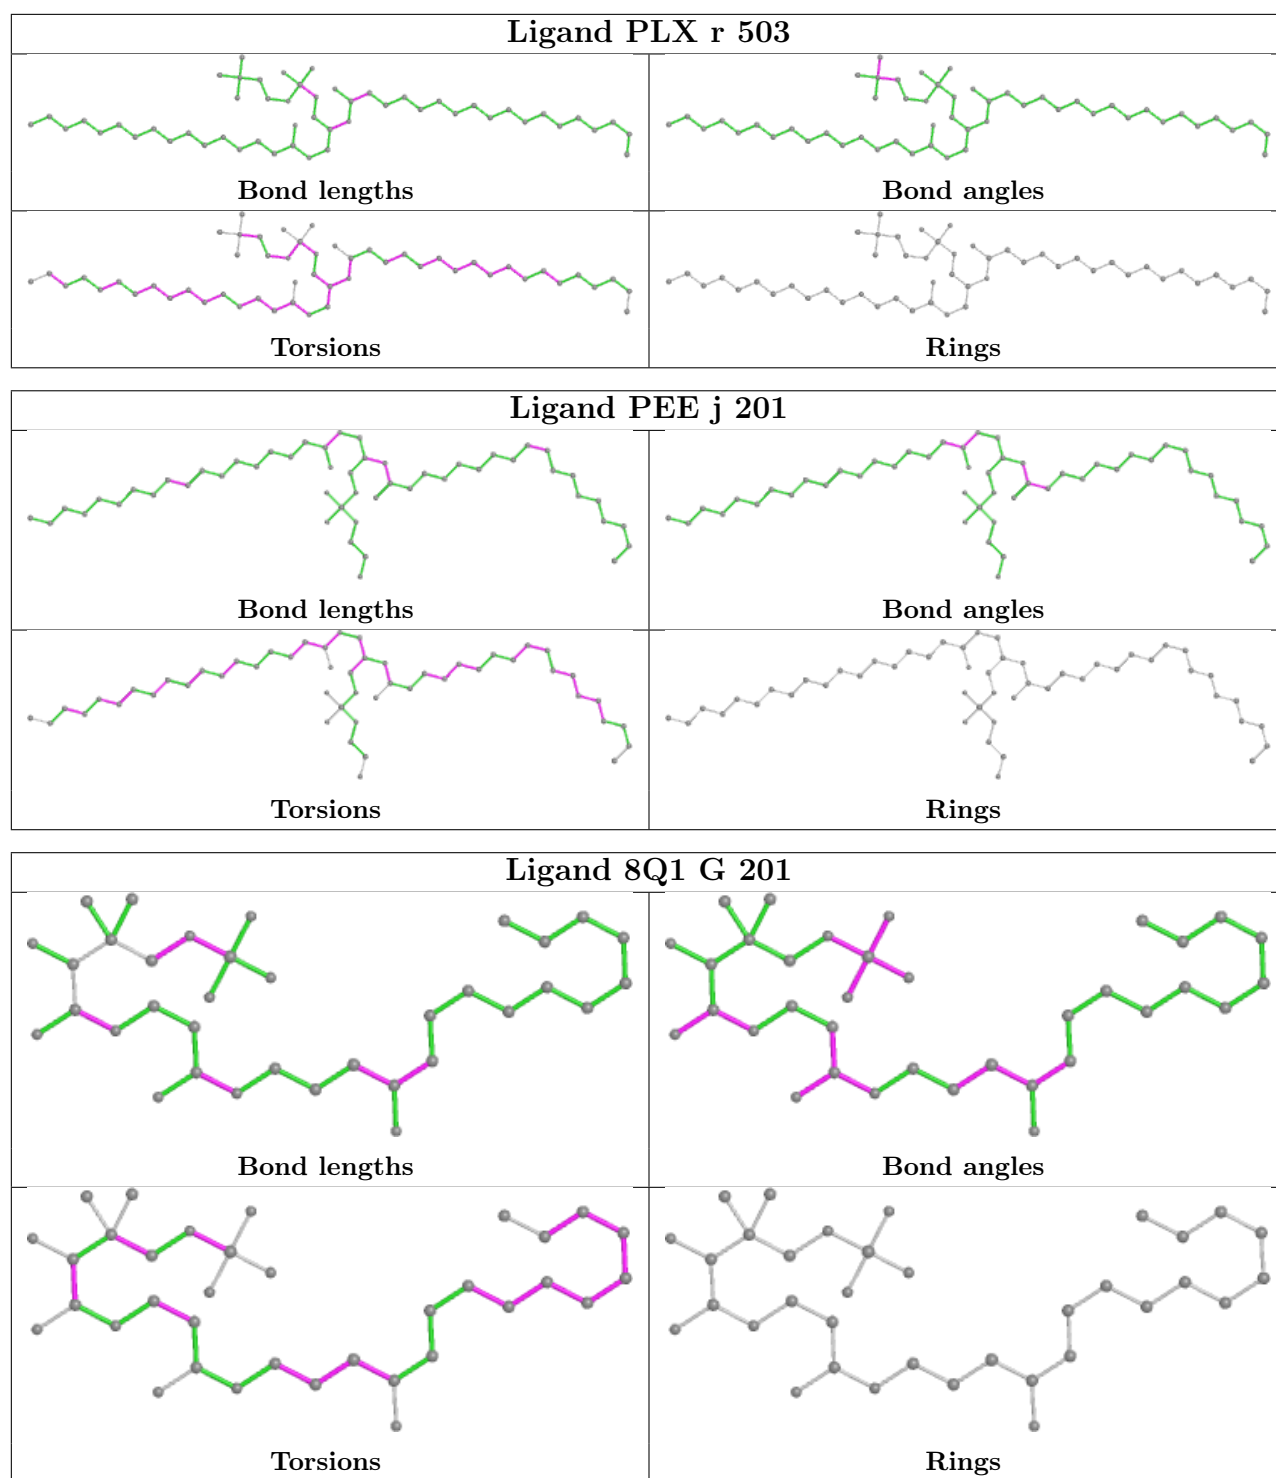 Ligand PLX r 503
Bond lengths
Bond angles
Torsions
Rings
Ligand PEE j 201
Bond lengths
Bond angles
Torsions
Rings
Ligand 8Q1 G 201
Bond lengths
Bond angles
Torsions
Rings